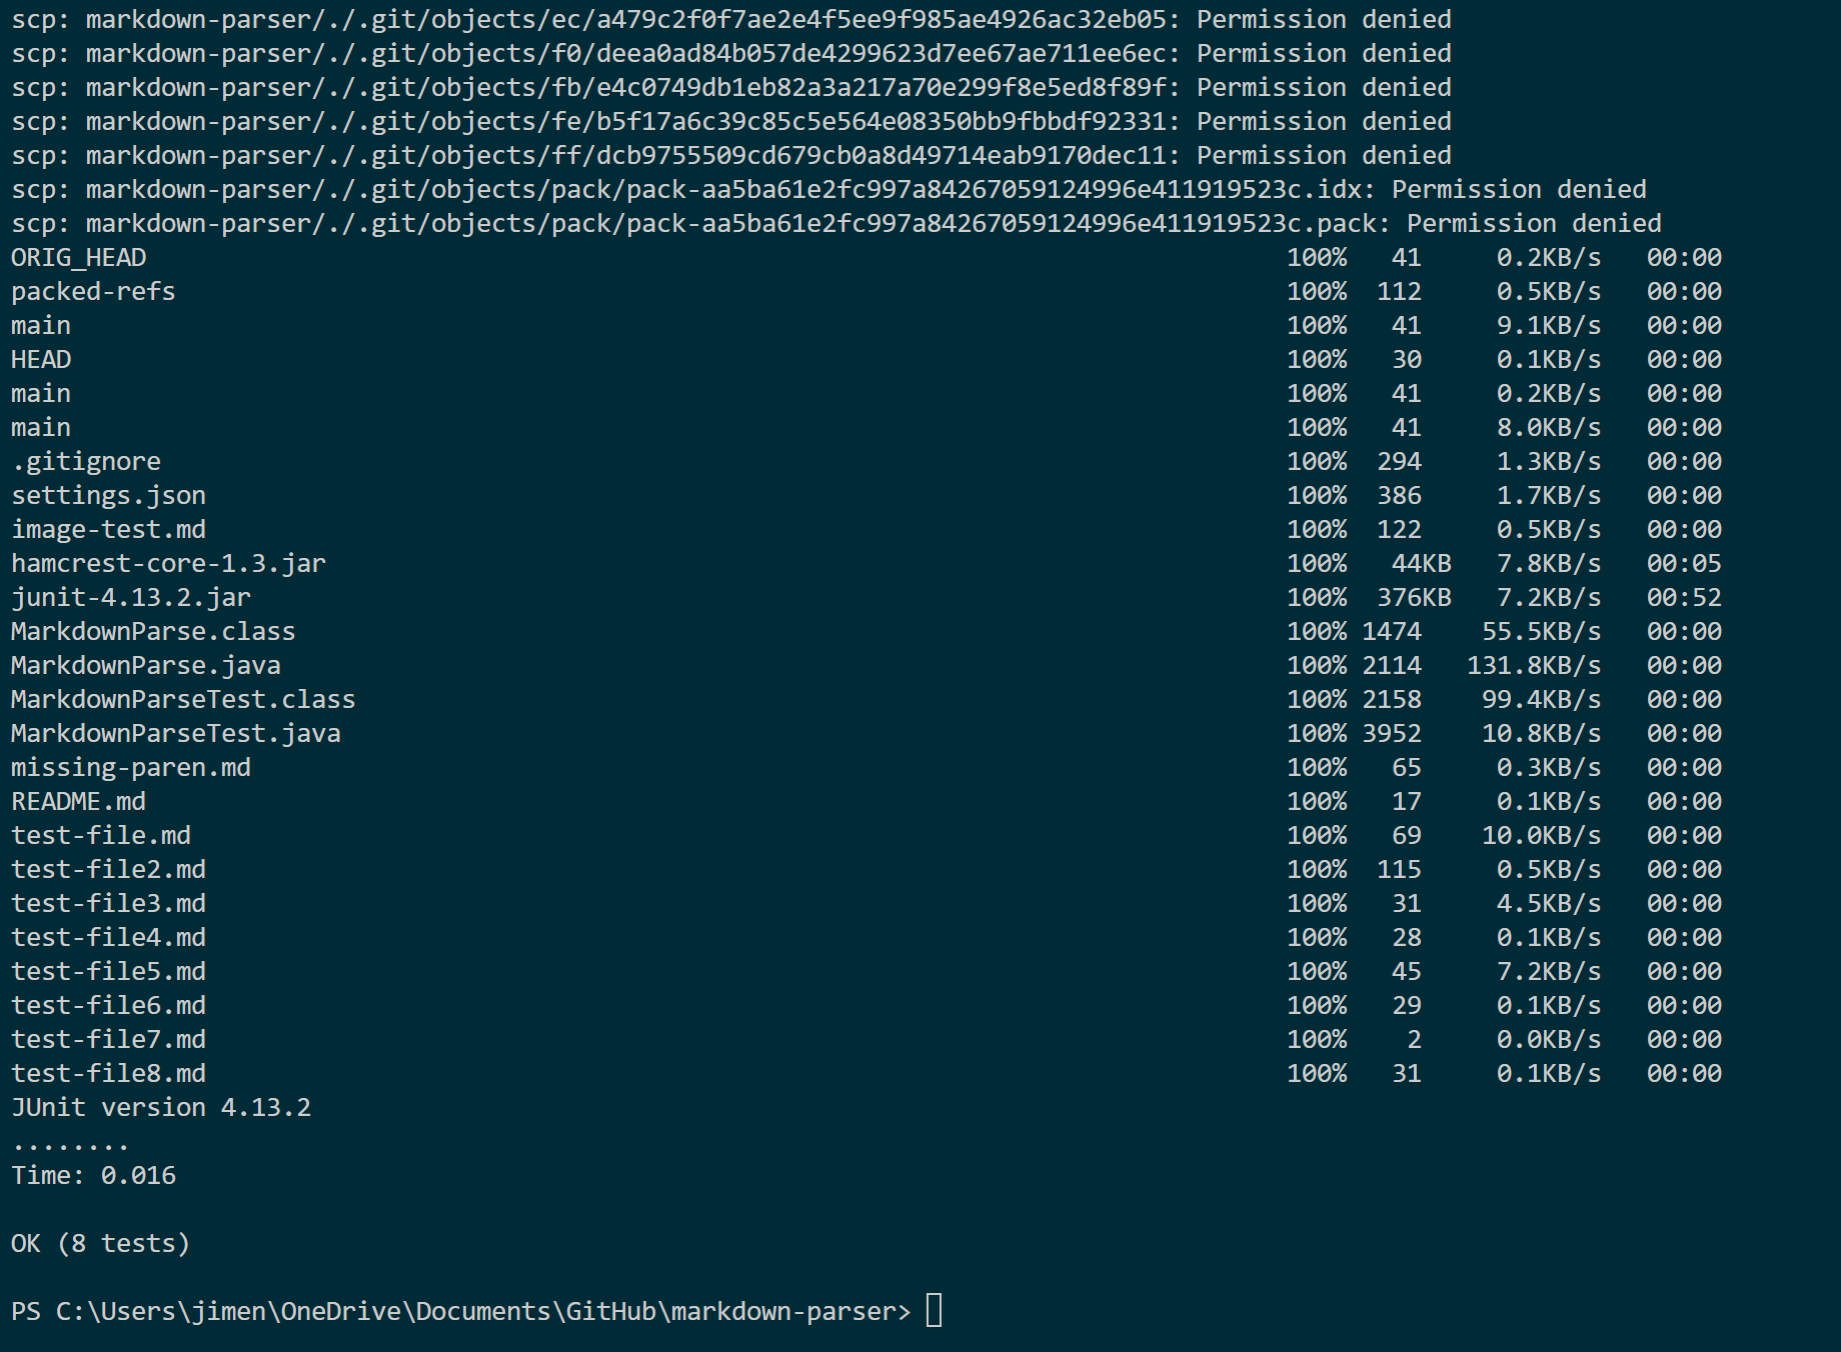 scp: markdown-parser/./.git/objects/ec/a479c2f0f7ae2e4f5ee9f985ae4926ac32eb05: Permission denied
scp: markdown-parser/./.git/objects/f0/deea0ad84b057de4299623d7ee67ae711ee6ec: Permission denied
scp: markdown-parser/./.git/objects/fb/e4c0749db1eb82a3a217a70e299f8e5ed8f89f: Permission denied
scp: markdown-parser/./.git/objects/fe/b5f17a6c39c85c5e564e08350bb9fbbdf92331: Permission denied
scp: markdown-parser/./.git/objects/ff/dcb9755509cd679cb0a8d49714eab9170dec11: Permission denied
scp: markdown-parser/./.git/objects/pack/pack-aa5ba61e2fc997a84267059124996e411919523c.idx: Permission denied
scp: markdown-parser/./.git/objects/pack/pack-aa5ba61e2fc997a84267059124996e411919523c.pack: Permission denied
ORIG_HEAD 100% 41 0.2KB/s 00:00
packed-refs 100% 112 0.5KB/s 00:00
main 100% 41 9.1KB/s 00:00
HEAD 100% 30 0.1KB/s 00:00
main 100% 41 0.2KB/s 00:00
main 100% 41 8.0KB/s 00:00
.gitignore 100% 294 1.3KB/s 00:00
settings.json 100% 386 1.7KB/s 00:00
image-test.md 100% 122 0.5KB/s 00:00
hamcrest-core-1.3.jar 100% 44KB 7.8KB/s 00:05
junit-4.13.2.jar 100% 376KB 7.2KB/s 00:52
MarkdownParse.class 100% 1474 55.5KB/s 00:00
MarkdownParse.java 100% 2114 131.8KB/s 00:00
MarkdownParseTest.class 100% 2158 99.4KB/s 00:00
MarkdownParseTest.java 100% 3952 10.8KB/s 00:00
missing-paren.md 100% 65 0.3KB/s 00:00
README.md 100% 17 0.1KB/s 00:00
test-file.md 100% 69 10.0KB/s 00:00
test-file2.md 100% 115 0.5KB/s 00:00
test-file3.md 100% 31 4.5KB/s 00:00
test-file4.md 100% 28 0.1KB/s 00:00
test-file5.md 100% 45 7.2KB/s 00:00
test-file6.md 100% 29 0.1KB/s 00:00
test-file7.md 100% 2 0.0KB/s 00:00
test-file8.md 100% 31 0.1KB/s 00:00
JUnit version 4.13.2
........
Time: 0.016
OK (8 tests)
PS C:\Users\jimen\OneDrive\Documents\GitHub\markdown-parser>